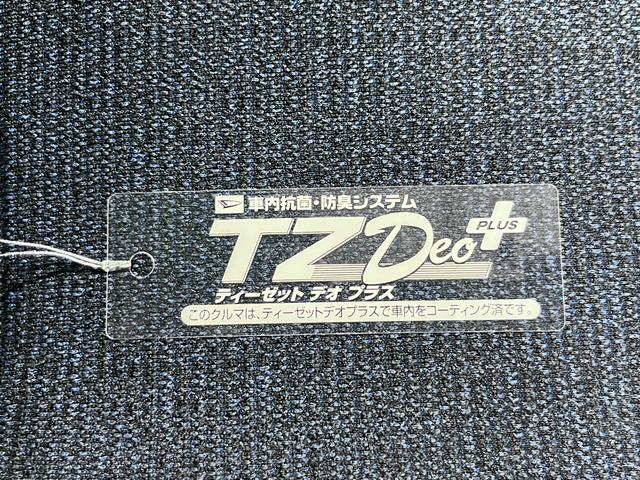 車内抗菌・防臭システム
TZ Deo PLUS
ティーゼット デオ プラス
このクルマは、ティーゼットデオプラスで車内をコーティング済です。